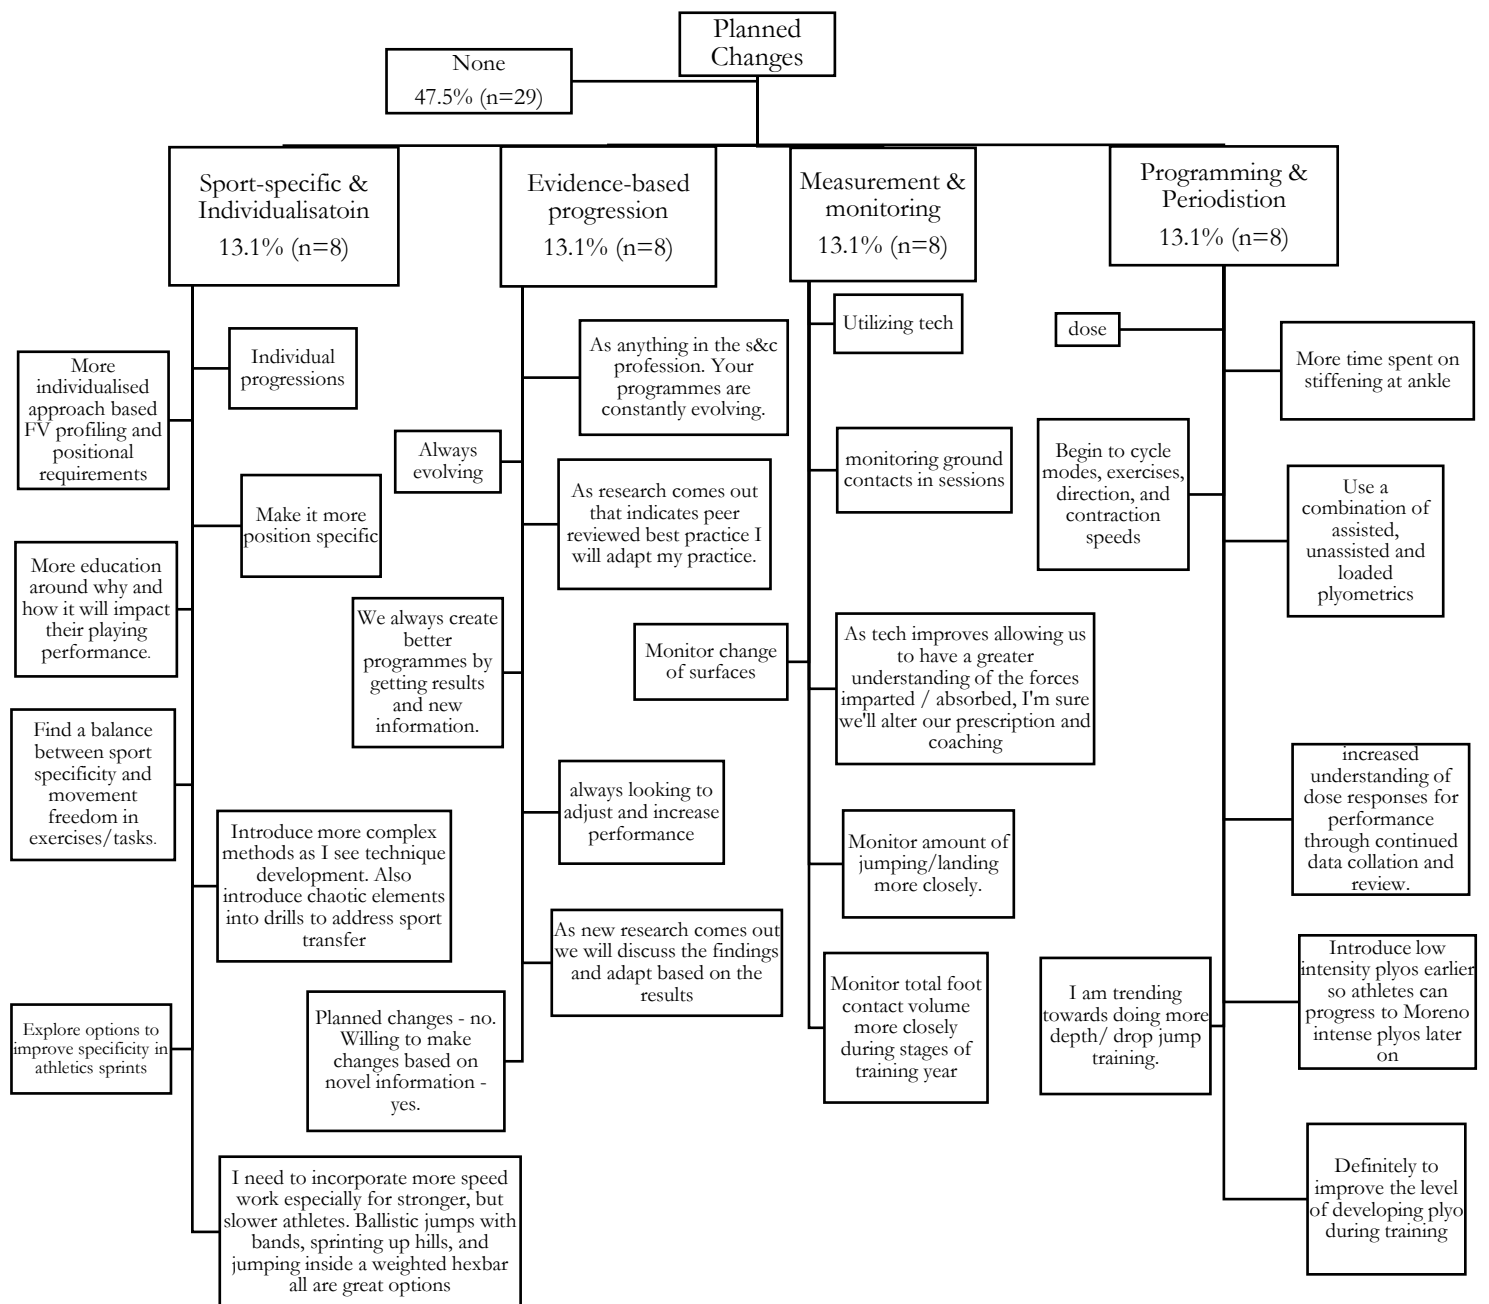 Planned
Changes
None
47.5% (n=29)
Sport-specific &
Individualisatoin
13.1% (n=8)
More
individualised
approach based
FV profiling and
positional
requirements
Individual
progressions
Make it more
position specific
More education
around why and
how it will impact
their playing
performance.
Find a balance
between sport
specificity and
movement
freedom in
exercises/tasks.
Introduce more complex
methods as I see technique
development. Also
introduce chaotic elements
into drills to address sport
transfer
Explore options to
improve specificity in
athletics sprints
I need to incorporate more speed
work especially for stronger, but
slower athletes. Ballistic jumps with
bands, sprinting up hills, and
jumping inside a weighted hexbar
all are great options
Evidence-based
progression
13.1% (n=8)
As anything in the s&c
profession. Your
programmes are
constantly evolving.
Always
evolving
As research comes out
that indicates peer
reviewed best practice I
will adapt my practice.
We always create
better
programmes by
getting results
and new
information.
always looking to
adjust and increase
performance
As new research comes out
we will discuss the findings
and adapt based on the
results
Planned changes - no.
Willing to make
changes based on
novel information -
yes.
Measurement &
monitoring
13.1% (n=8)
Utilizing tech
monitoring ground
contacts in sessions
Monitor change
of surfaces
As tech improves allowing us
to have a greater
understanding of the forces
imparted / absorbed, I'm sure
we'll alter our prescription and
coaching
Monitor amount of
jumping/landing
more closely.
Monitor total foot
contact volume
more closely
during stages of
training year
Programming &
Periodistion
13.1% (n=8)
dose
More time spent on
stiffening at ankle
Begin to cycle
modes, exercises,
direction, and
contraction
speeds
Use a
combination of
assisted,
unassisted and
loaded
plyometrics
increased
understanding of
dose responses for
performance
through continued
data collation and
review.
Introduce low
intensity plyos earlier
so athletes can
progress to Moreno
intense plyos later
on
I am trending
towards doing more
depth/ drop jump
training.
Definitely to
improve the level
of developing plyo
during training